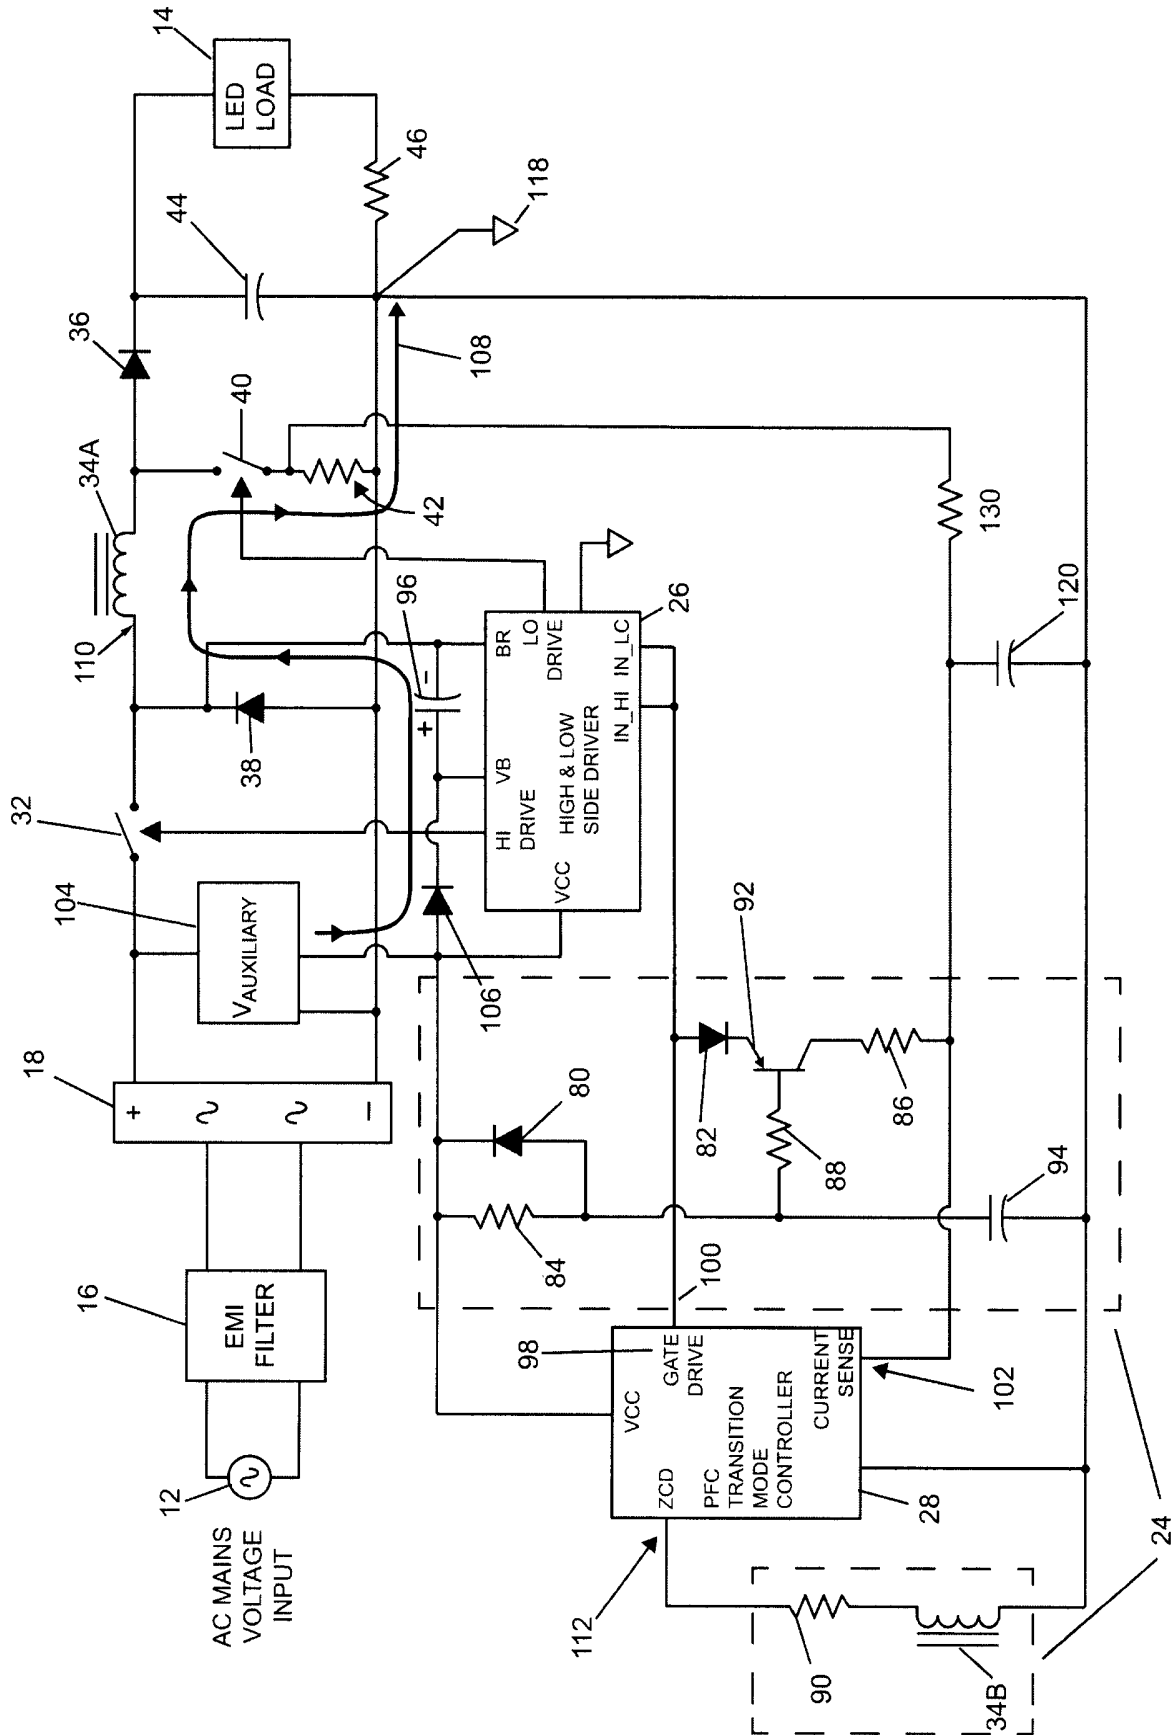 AC MAINS
VOLTAGE
INPUT
12
16
EMI
FILTER
18
+
∼
∼
−
104
VAUXILIARY
32
38
110
34A
36
40
42
44
46
14
LED
LOAD
118
108
96
+
−
106
HI
DRIVE
VB
BR
LO
DRIVE
VCC
HIGH & LOW
SIDE DRIVER
IN_HI
IN_LC
26
80
84
82
92
88
86
94
100
98
GATE
DRIVE
VCC
ZCD
PFC
TRANSITION
MODE
CONTROLLER
CURRENT
SENSE
102
28
112
90
34B
24
130
120